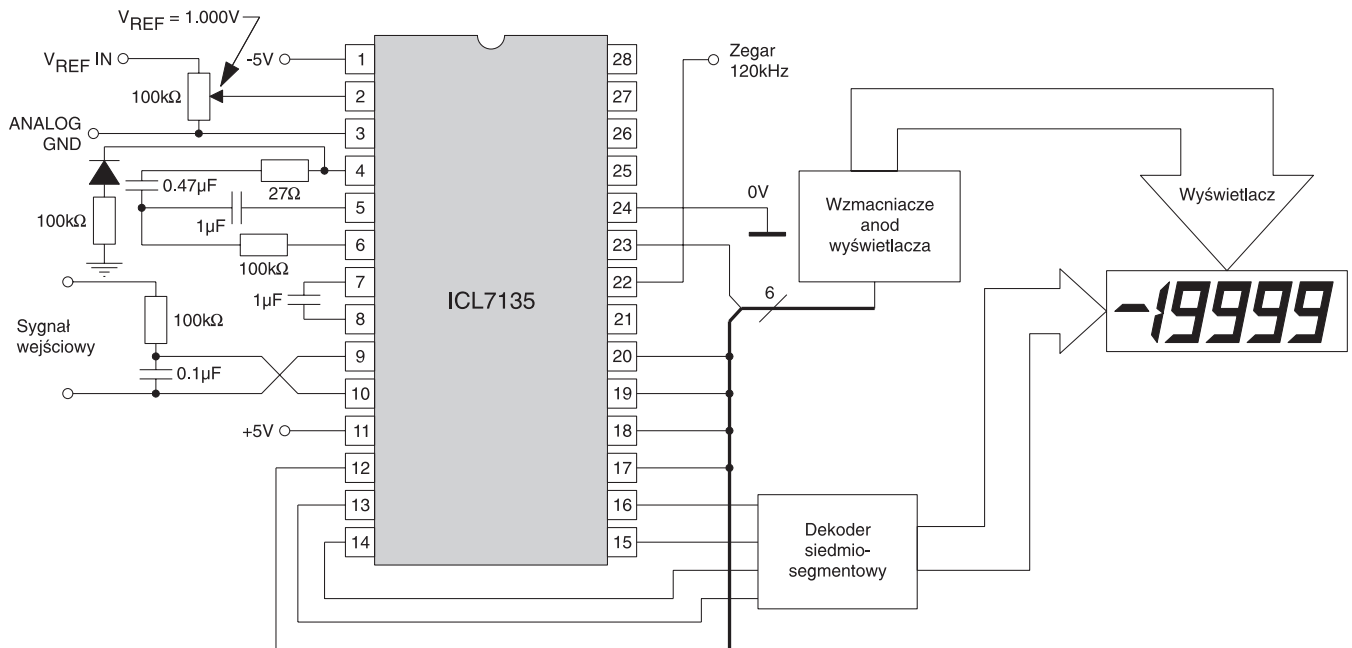 V_REF = 1.000V
V_REF IN
100kΩ
ANALOG
GND
0.47µF
27Ω
100kΩ
1µF
100kΩ
1µF
Sygnał
wejściowy
100kΩ
0.1µF
-5V
+5V
1
2
3
4
5
6
7
8
9
10
11
12
13
14
ICL7135
28
27
26
25
24
23
22
21
20
19
18
17
16
15
Zegar
120kHz
0V
6
Wzmacniacze
anod
wyświetlacza
Wyświetlacz
-19999
Dekoder
siedmio-
segmentowy